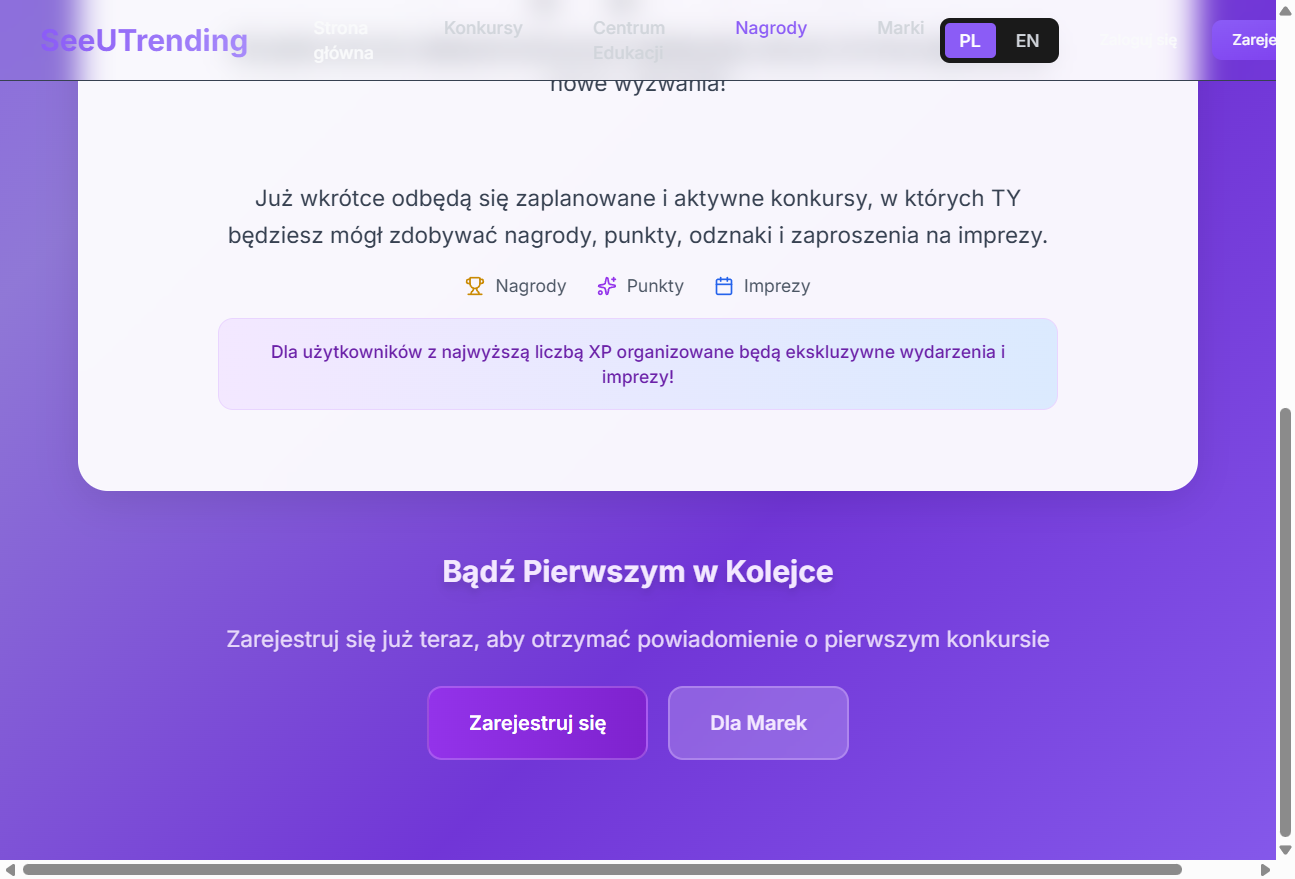 SeeUTrending
Strona
główna
Konkursy
Centrum
Edukacji
Nagrody
Marki
PL
EN
Zareje
nowe wyzwania!
Już wkrótce odbędą się zaplanowane i aktywne konkursy, w których TY
będziesz mógł zdobywać nagrody, punkty, odznaki i zaproszenia na imprezy.
Nagrody
Punkty
Imprezy
Dla użytkowników z najwyższą liczbą XP organizowane będą ekskluzywne wydarzenia i
imprezy!
Bądź Pierwszym w Kolejce
Zarejestruj się już teraz, aby otrzymać powiadomienie o pierwszym konkursie
Zarejestruj się
Dla Marek